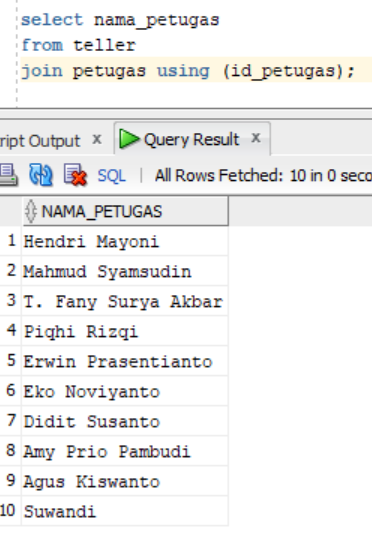 select nama_petugas
from teller
join petugas using (id_petugas);
ript Output x Query Result x
SQL | All Rows Fetched: 10 in 0 seco
NAMA_PETUGAS
1 Hendri Mayoni
2 Mahmud Syamsudin
3 T. Fany Surya Akbar
4 Piqhi Rizqi
5 Erwin Prasentianto
6 Eko Noviyanto
7 Didit Susanto
8 Amy Prio Pambudi
9 Agus Kiswanto
10 Suwandi